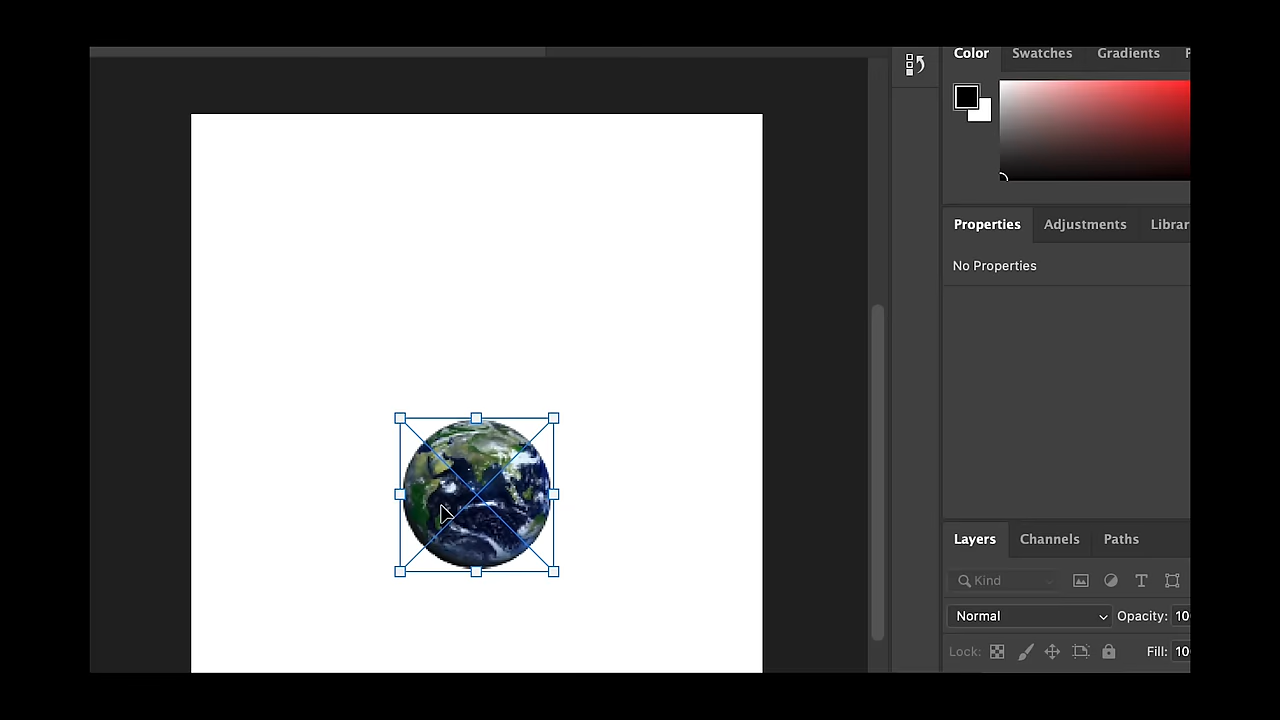 Color Swatches Gradients
Properties Adjustments Librar
No Properties
Layers Channels Paths
Kind
Normal Opacity: 10
Lock: Fill: 10